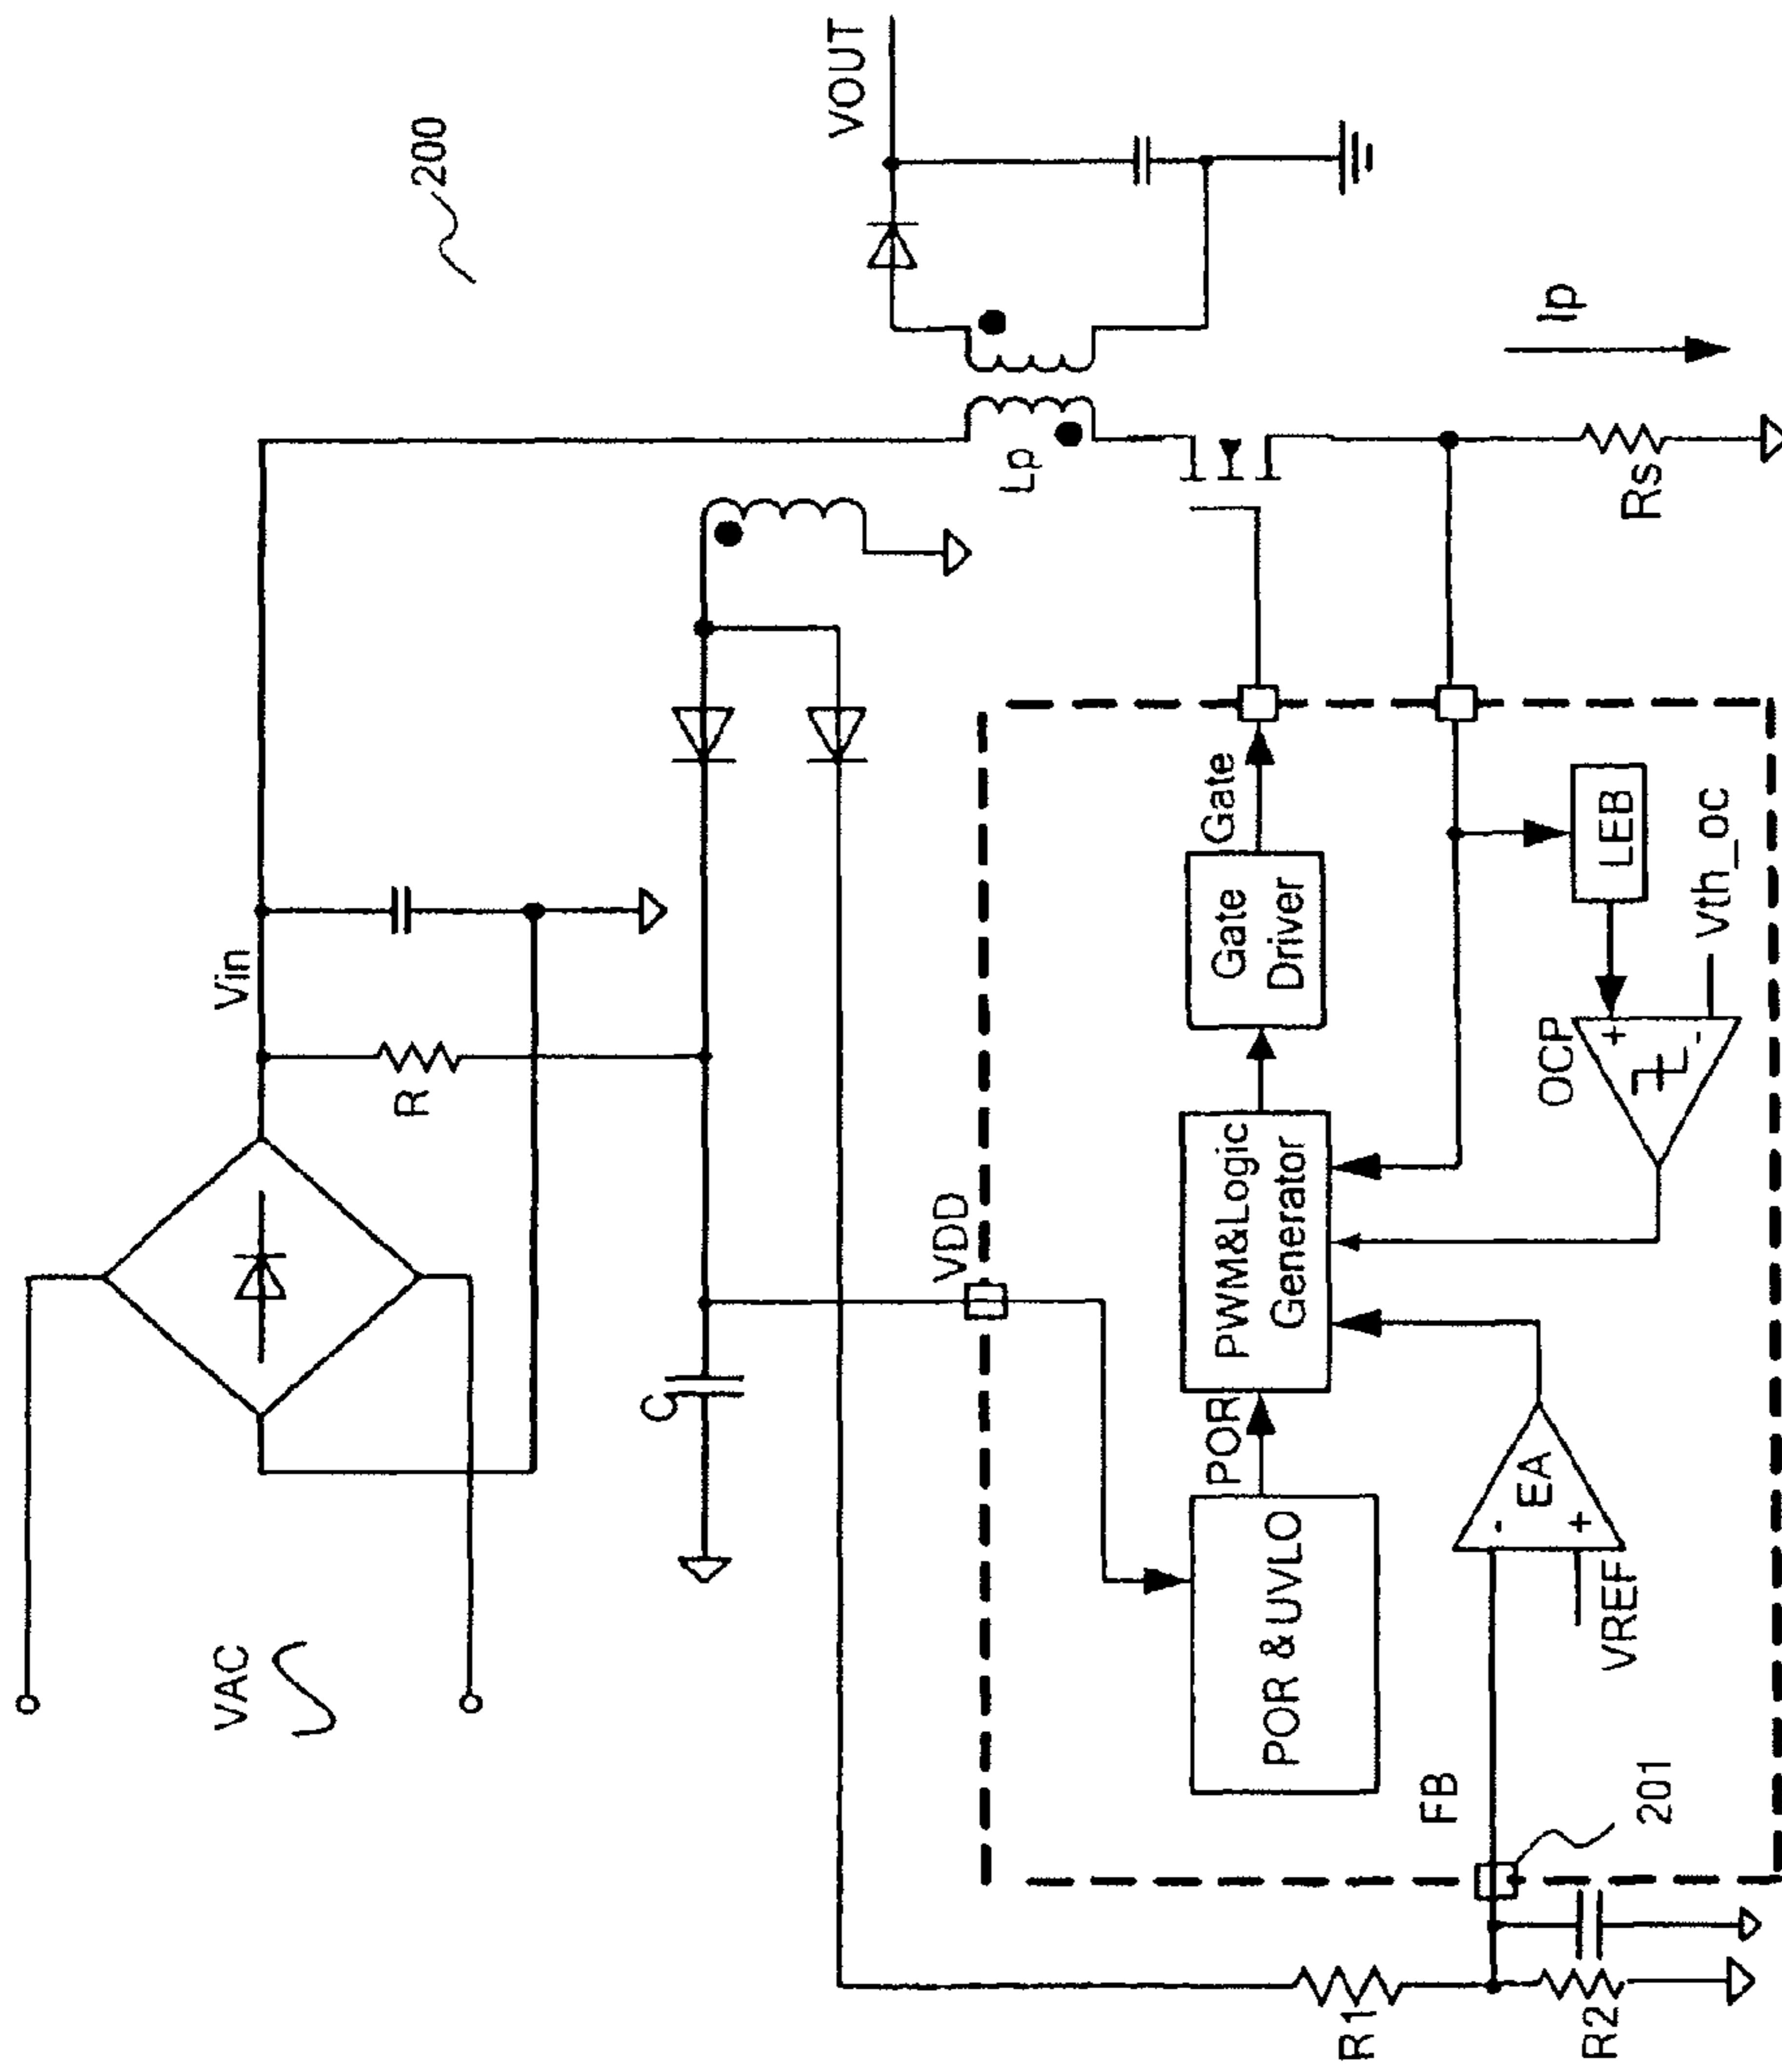 200
VAC
Vin
R
C
VOUT
Lp
Ip
Rs
VDD
POR & UVLO
POR
PWM&Logic
Generator
Gate
Driver
Gate
LEB
OCP
+
-
Vth_oc
EA
-
+
VREF
FB
201
R1
R2